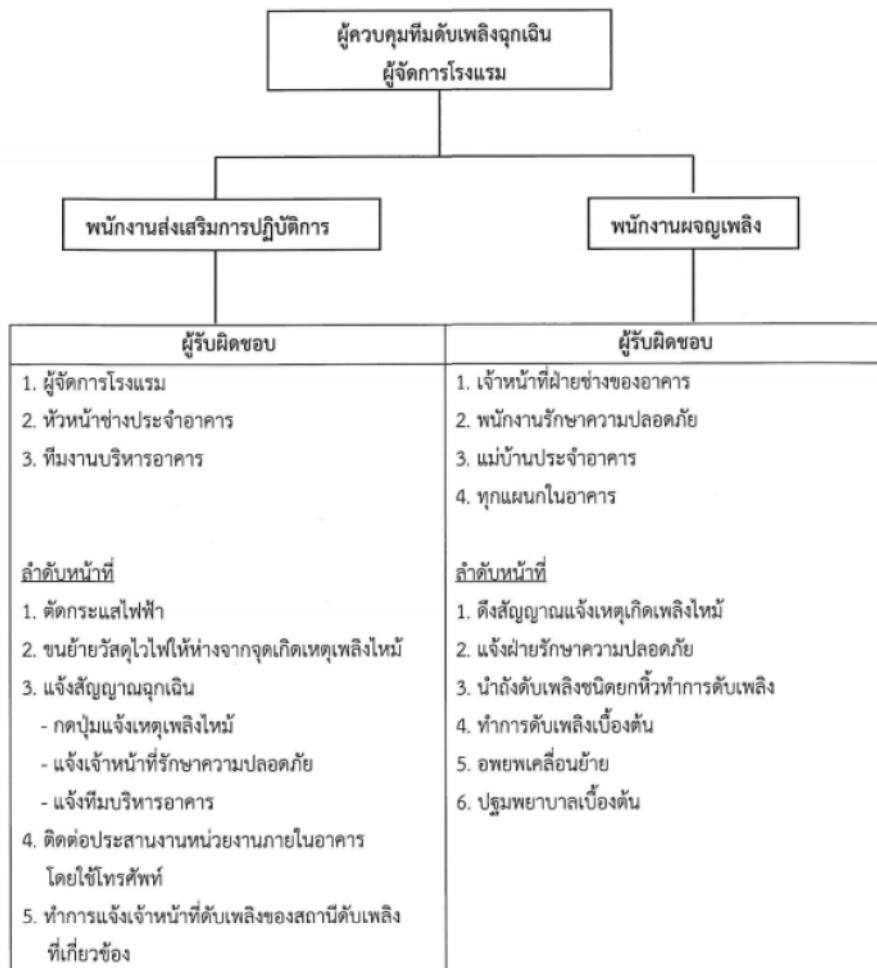 ผู้ควบคุมทีมดับเพลิงฉุกเฉิน
ผู้จัดการโรงแรม
พนักงานส่งเสริมการปฏิบัติการ
พนักงานผจญเพลิง
ผู้รับผิดชอบ
1. ผู้จัดการโรงแรม
2. หัวหน้าช่างประจำอาคาร
3. ทีมงานบริหารอาคาร
ลำดับหน้าที่
1. ตัดกระแสไฟฟ้า
2. ขนย้ายวัสดุไวไฟให้ห่างจากจุดเกิดเหตุเพลิงไหม้
3. แจ้งสัญญาณฉุกเฉิน
- กดปุ่มแจ้งเหตุเพลิงไหม้
- แจ้งเจ้าหน้าที่รักษาความปลอดภัย
- แจ้งทีมบริหารอาคาร
4. ติดต่อประสานงานหน่วยงานภายในอาคาร
โดยใช้โทรศัพท์
5. ทำการแจ้งเจ้าหน้าที่ดับเพลิงของสถานีดับเพลิง
ที่เกี่ยวข้อง
ผู้รับผิดชอบ
1. เจ้าหน้าที่ฝ่ายช่างของอาคาร
2. พนักงานรักษาความปลอดภัย
3. แม่บ้านประจำอาคาร
4. ทุกแผนกในอาคาร
ลำดับหน้าที่
1. ดึงสัญญาณแจ้งเหตุเกิดเพลิงไหม้
2. แจ้งฝ่ายรักษาความปลอดภัย
3. นำถังดับเพลิงชนิดยกหิ้วทำการดับเพลิง
4. ทำการดับเพลิงเบื้องต้น
5. อพยพเคลื่อนย้าย
6. ปฐมพยาบาลเบื้องต้น